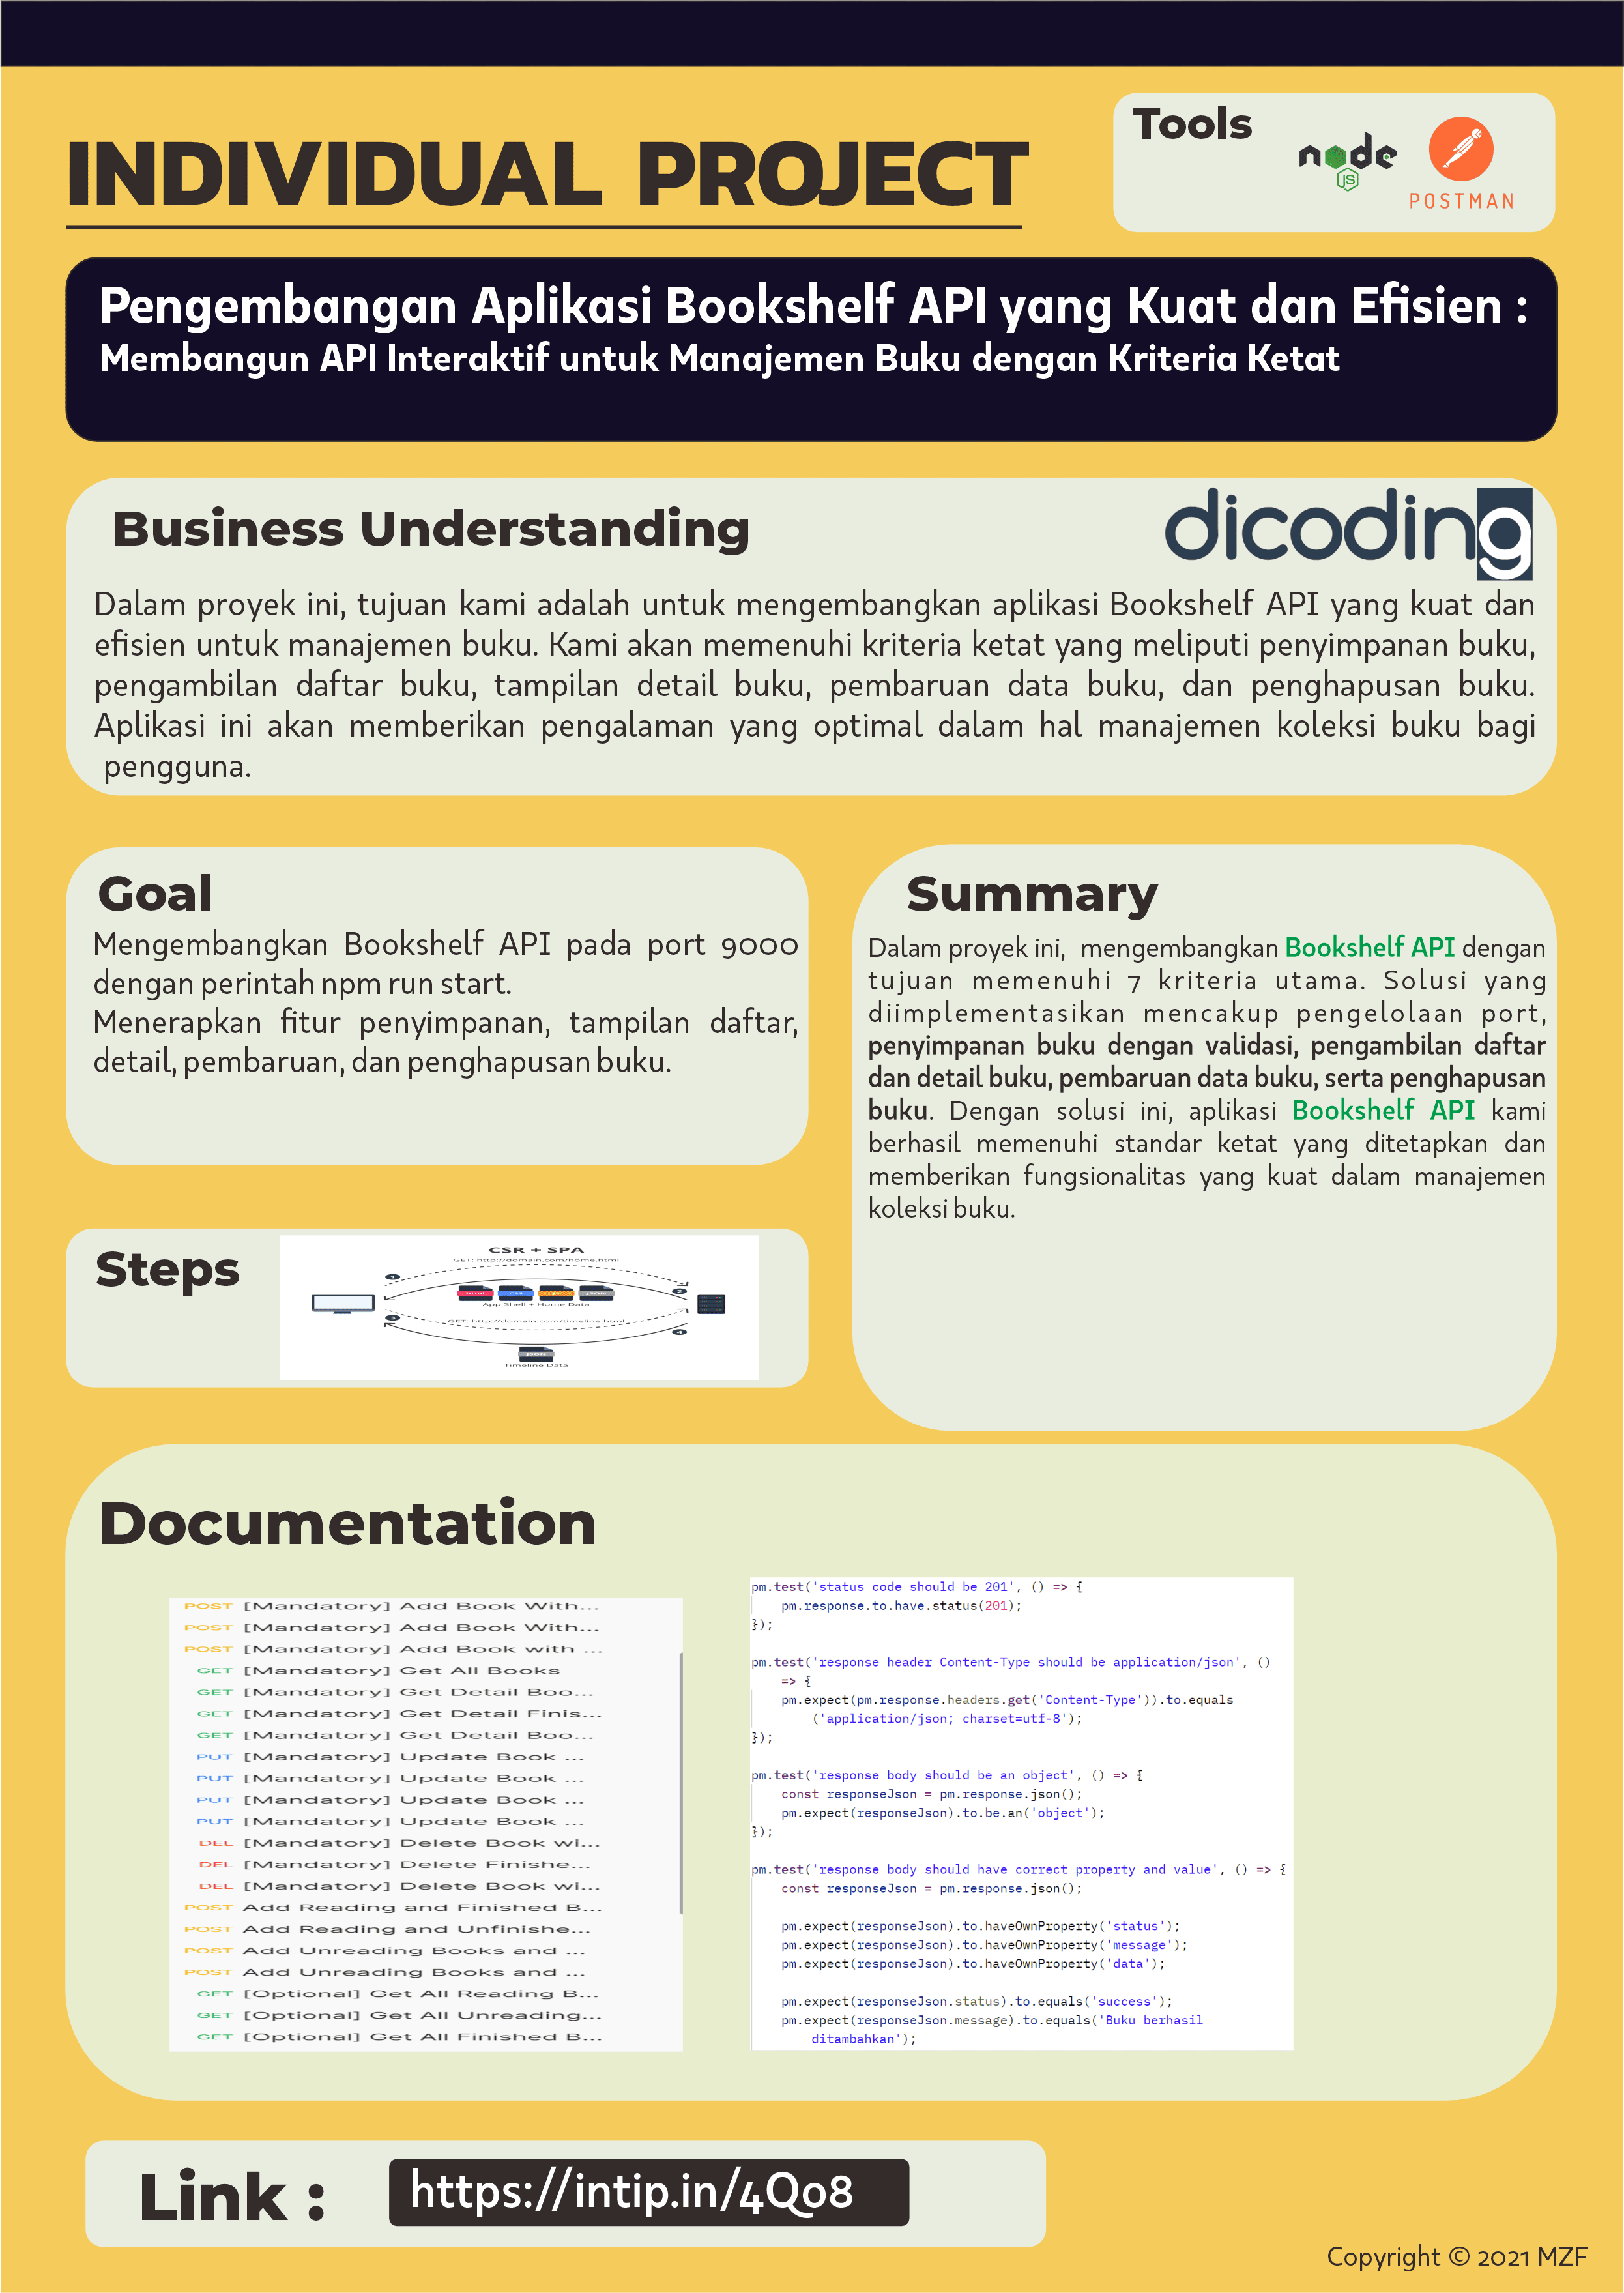 INDIVIDUAL PROJECT
Tools
node
JS
POSTMAN
Pengembangan Aplikasi Bookshelf API yang Kuat dan Efisien :
Membangun API Interaktif untuk Manajemen Buku dengan Kriteria Ketat
Business Understanding
dicoding
Dalam proyek ini, tujuan kami adalah untuk mengembangkan aplikasi Bookshelf API yang kuat dan
efisien untuk manajemen buku. Kami akan memenuhi kriteria ketat yang meliputi penyimpanan buku,
pengambilan daftar buku, tampilan detail buku, pembaruan data buku, dan penghapusan buku.
Aplikasi ini akan memberikan pengalaman yang optimal dalam hal manajemen koleksi buku bagi
pengguna.
Goal
Mengembangkan Bookshelf API pada port 9000
dengan perintah npm run start.
Menerapkan fitur penyimpanan, tampilan daftar,
detail, pembaruan, dan penghapusan buku.
Summary
Dalam proyek ini, mengembangkan Bookshelf API dengan
tujuan memenuhi 7 kriteria utama. Solusi yang
diimplementasikan mencakup pengelolaan port,
penyimpanan buku dengan validasi, pengambilan daftar
dan detail buku, pembaruan data buku, serta penghapusan
buku. Dengan solusi ini, aplikasi Bookshelf API kami
berhasil memenuhi standar ketat yang ditetapkan dan
memberikan fungsionalitas yang kuat dalam manajemen
koleksi buku.
Steps
CSR + SPA
GET: http://domain.com/home.html
1
2
html
CSS
JS
JSON
App Shell + Home Data
3
GET: http://domain.com/timeline.html
4
JSON
Timeline Data
Documentation
POST [Mandatory] Add Book With...
POST [Mandatory] Add Book With...
POST [Mandatory] Add Book with ...
GET [Mandatory] Get All Books
GET [Mandatory] Get Detail Boo...
GET [Mandatory] Get Detail Finis...
GET [Mandatory] Get Detail Boo...
PUT [Mandatory] Update Book ...
PUT [Mandatory] Update Book ...
PUT [Mandatory] Update Book ...
PUT [Mandatory] Update Book ...
DEL [Mandatory] Delete Book wi...
DEL [Mandatory] Delete Finishe...
DEL [Mandatory] Delete Book wi...
POST Add Reading and Finished B...
POST Add Reading and Unfinishe...
POST Add Unreading Books and ...
POST Add Unreading Books and ...
GET [Optional] Get All Reading B...
GET [Optional] Get All Unreading...
GET [Optional] Get All Finished B...
pm.test('status code should be 201', () => {
pm.response.to.have.status(201);
});
pm.test('response header Content-Type should be application/json', ()
=> {
pm.expect(pm.response.headers.get('Content-Type')).to.equals
('application/json; charset=utf-8');
});
pm.test('response body should be an object', () => {
const responseJson = pm.response.json();
pm.expect(responseJson).to.be.an('object');
});
pm.test('response body should have correct property and value', () => {
const responseJson = pm.response.json();
pm.expect(responseJson).to.haveOwnProperty('status');
pm.expect(responseJson).to.haveOwnProperty('message');
pm.expect(responseJson).to.haveOwnProperty('data');
pm.expect(responseJson.status).to.equals('success');
pm.expect(responseJson.message).to.equals('Buku berhasil
ditambahkan');
Link :
https://intip.in/4Qo8
Copyright © 2021 MZF